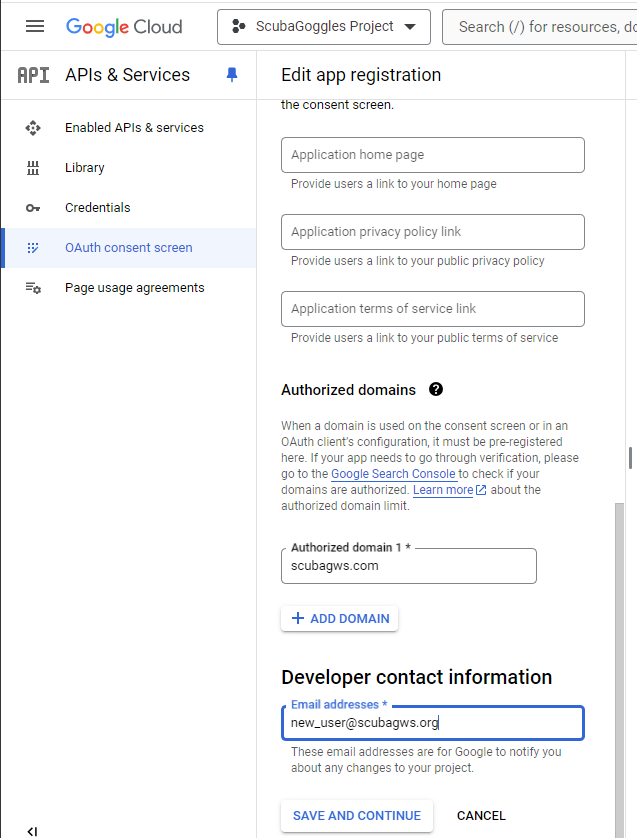 Google Cloud
ScubaGoggles Project
Search (/) for resources, do
API
APIs & Services
Edit app registration
Enabled APIs & services
Library
Credentials
OAuth consent screen
Page usage agreements
the consent screen.
Application home page
Provide users a link to your home page
Application privacy policy link
Provide users a link to your public privacy policy
Application terms of service link
Provide users a link to your public terms of service
Authorized domains ?
When a domain is used on the consent screen or in an
OAuth client's configuration, it must be pre-registered
here. If your app needs to go through verification, please
go to the Google Search Console to check if your
domains are authorized. Learn more about the
authorized domain limit.
Authorized domain 1 *
scubagws.com
+ ADD DOMAIN
Developer contact information
Email addresses *
new_user@scubagws.org
These email addresses are for Google to notify you
about any changes to your project.
SAVE AND CONTINUE
CANCEL